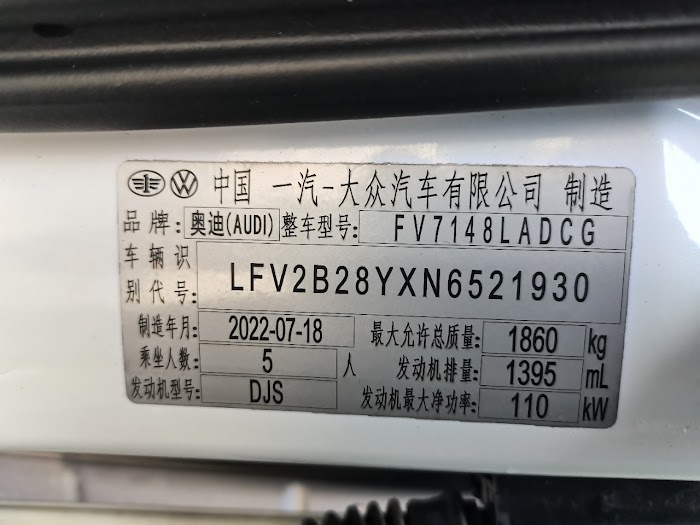 中国 一汽-大众汽车有限公司 制造
品牌: 奥迪(AUDI) 整车型号: FV7148LADCG
车辆识别代号: LFV2B28YXN6521930
制造年月: 2022-07-18 最大允许总质量: 1860 kg
乘坐人数: 5 人 发动机排量: 1395 mL
发动机型号: DJS 发动机最大净功率: 110 kW